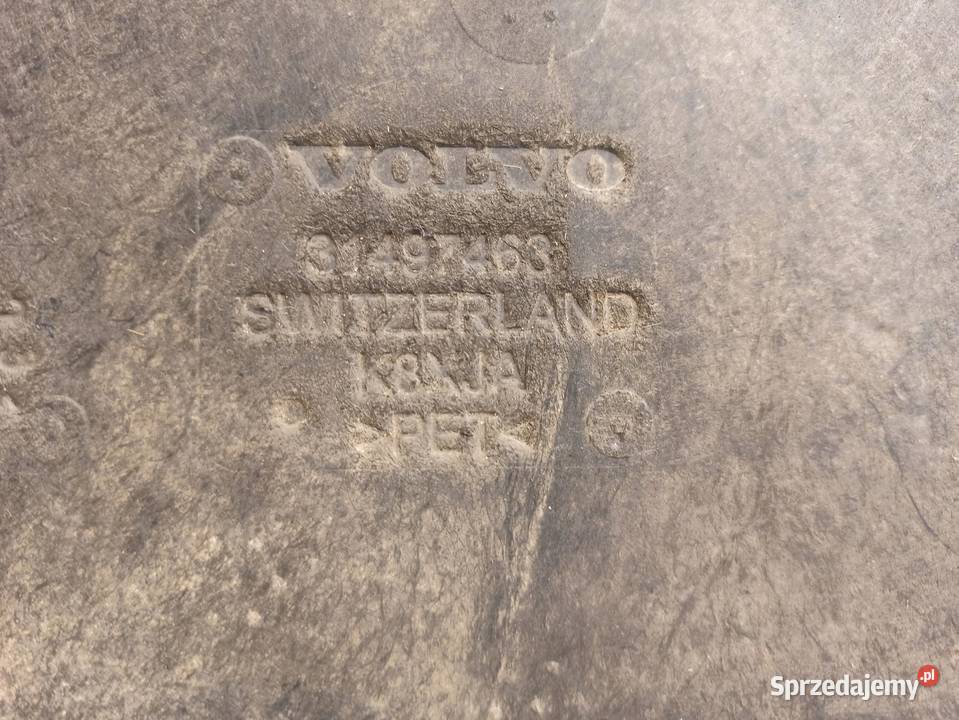 VOLVO
31497463
SWITZERLAND
K8XJA
>PET<
Sprzedajemy.pl